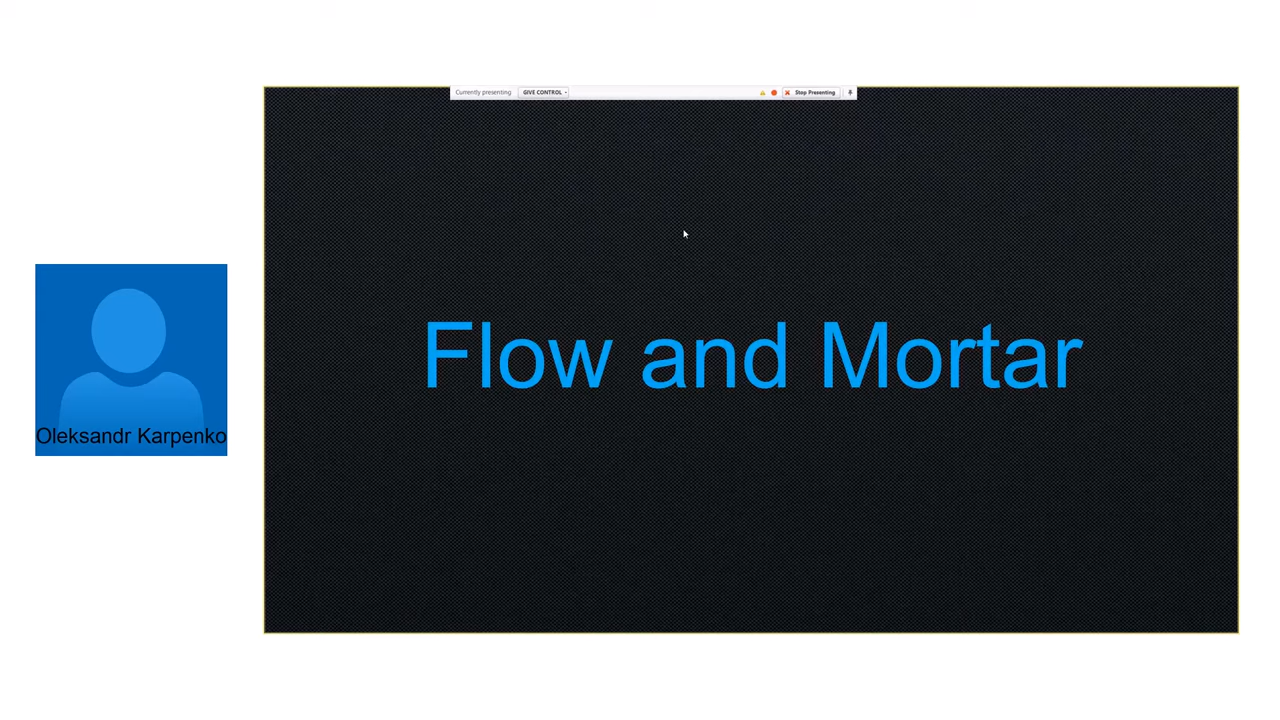 Currently presenting
GIVE CONTROL
Stop Presenting
Flow and Mortar
Oleksandr Karpenko